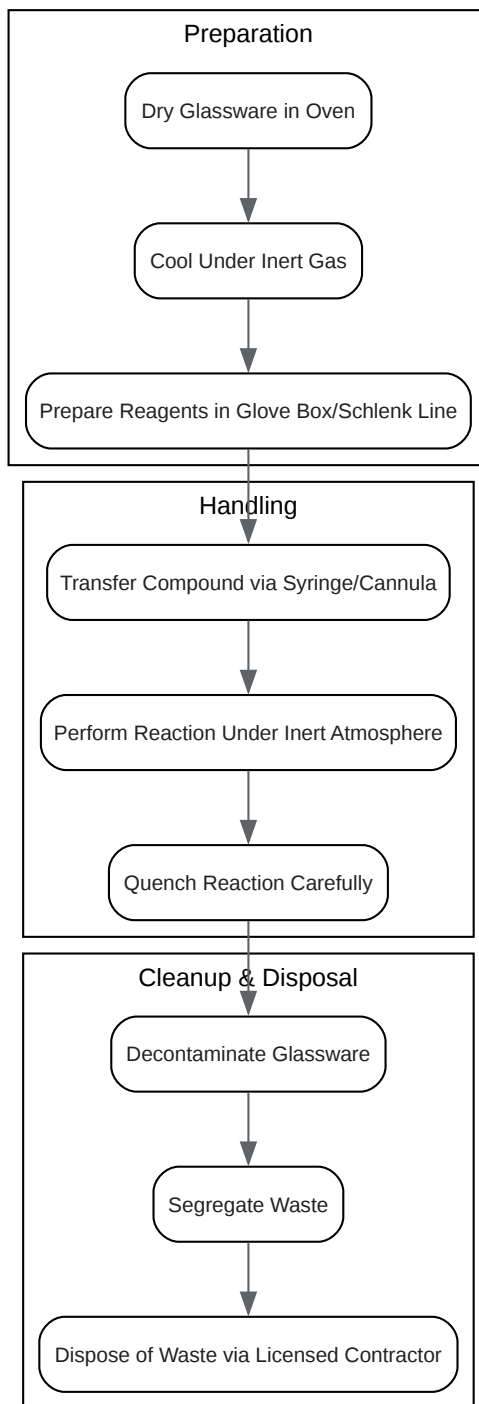 Preparation
Dry Glassware in Oven
Cool Under Inert Gas
Prepare Reagents in Glove Box/Schlenk Line
Handling
Transfer Compound via Syringe/Cannula
Perform Reaction Under Inert Atmosphere
Quench Reaction Carefully
Cleanup & Disposal
Decontaminate Glassware
Segregate Waste
Dispose of Waste via Licensed Contractor